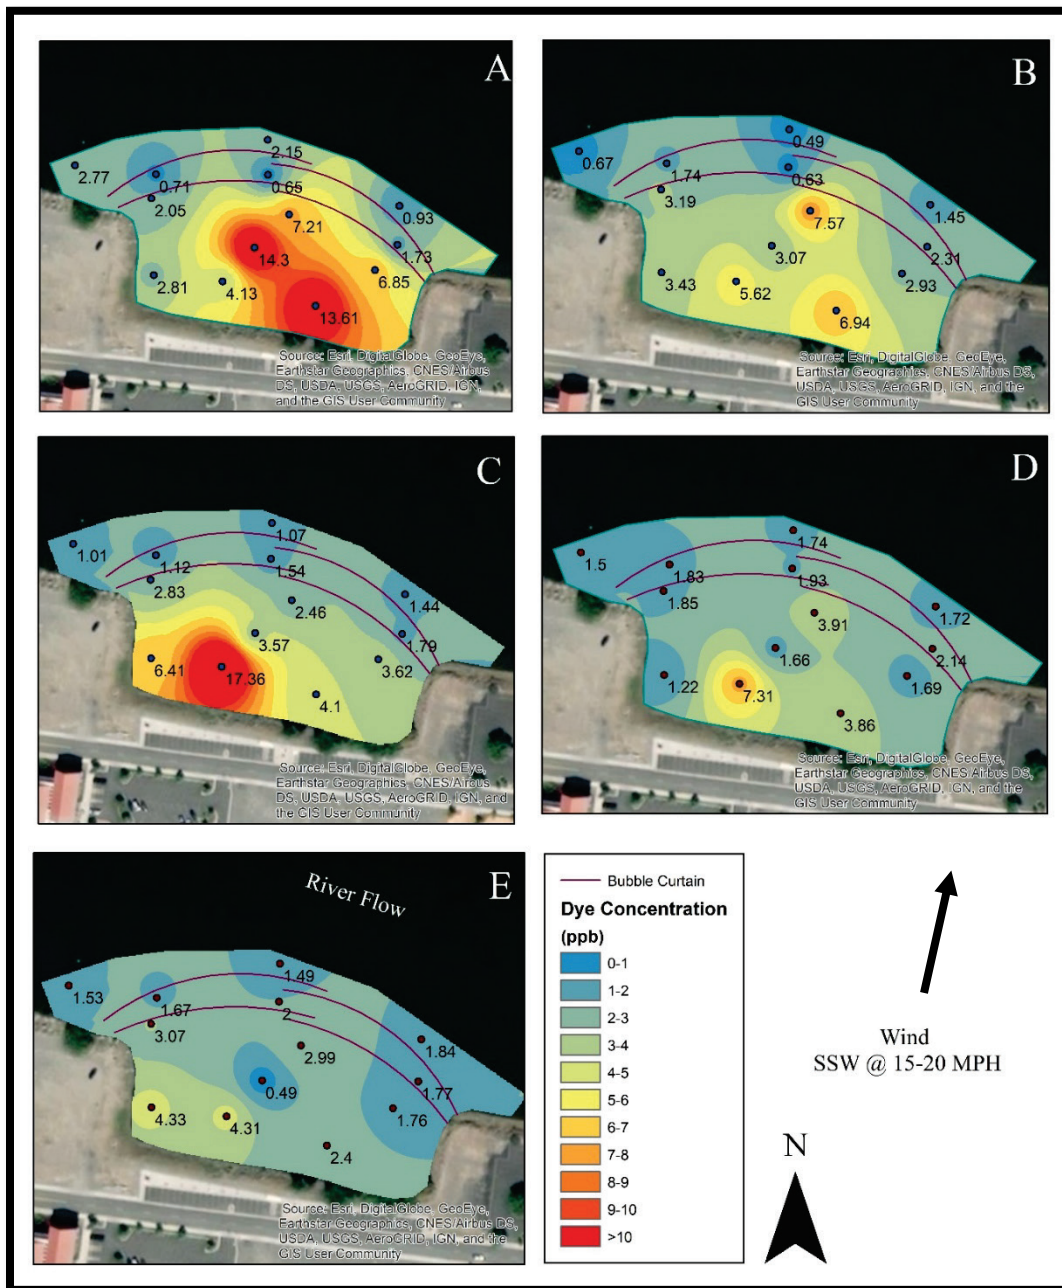 A
2.77
2.15
0.71
0.65
2.05
0.93
7.21
1.73
14.3
6.85
2.81
4.13
13.61
Source: Esri, DigitalGlobe, GeoEye,
Earthstar Geographics, CNES/Airbus
DS, USDA, USGS, AeroGRID, IGN,
and the GIS User Community
B
0.49
0.67
1.74
0.63
3.19
1.45
7.57
3.07
2.31
3.43
2.93
5.62
6.94
Source: Esri, DigitalGlobe, GeoEye,
Earthstar Geographics, CNES/Airbus
DS, USDA, USGS, AeroGRID, IGN, and the
GIS User Community
C
1.07
1.01
1.12
1.54
2.83
1.44
2.46
3.57
1.79
6.41
3.62
17.36
4.1
Source: Esri, DigitalGlobe, GeoEye,
Earthstar Geographics, CNES/Airbus
DS, USDA, USGS, AeroGRID, IGN, and
the GIS User Community
D
1.74
1.5
1.83
1.93
1.85
1.72
3.91
1.66
2.14
1.22
1.69
7.31
3.86
Source: Esri, DigitalGlobe, GeoEye,
Earthstar Geographics, CNES/Airbus DS,
USDA, USGS, AeroGRID, IGN, and the
GIS User Community
E
River Flow
1.49
1.53
1.67
2
3.07
1.84
2.99
0.49
1.77
1.76
4.33
4.31
2.4
Source: Esri, DigitalGlobe, GeoEye,
Earthstar Geographics, CNES/Airbus DS,
USDA, USGS, AeroGRID, IGN, and the
GIS User Community
Bubble Curtain
Dye Concentration
(ppb)
0-1
1-2
2-3
3-4
4-5
5-6
6-7
7-8
8-9
9-10
>10
Wind
SSW @ 15-20 MPH
N